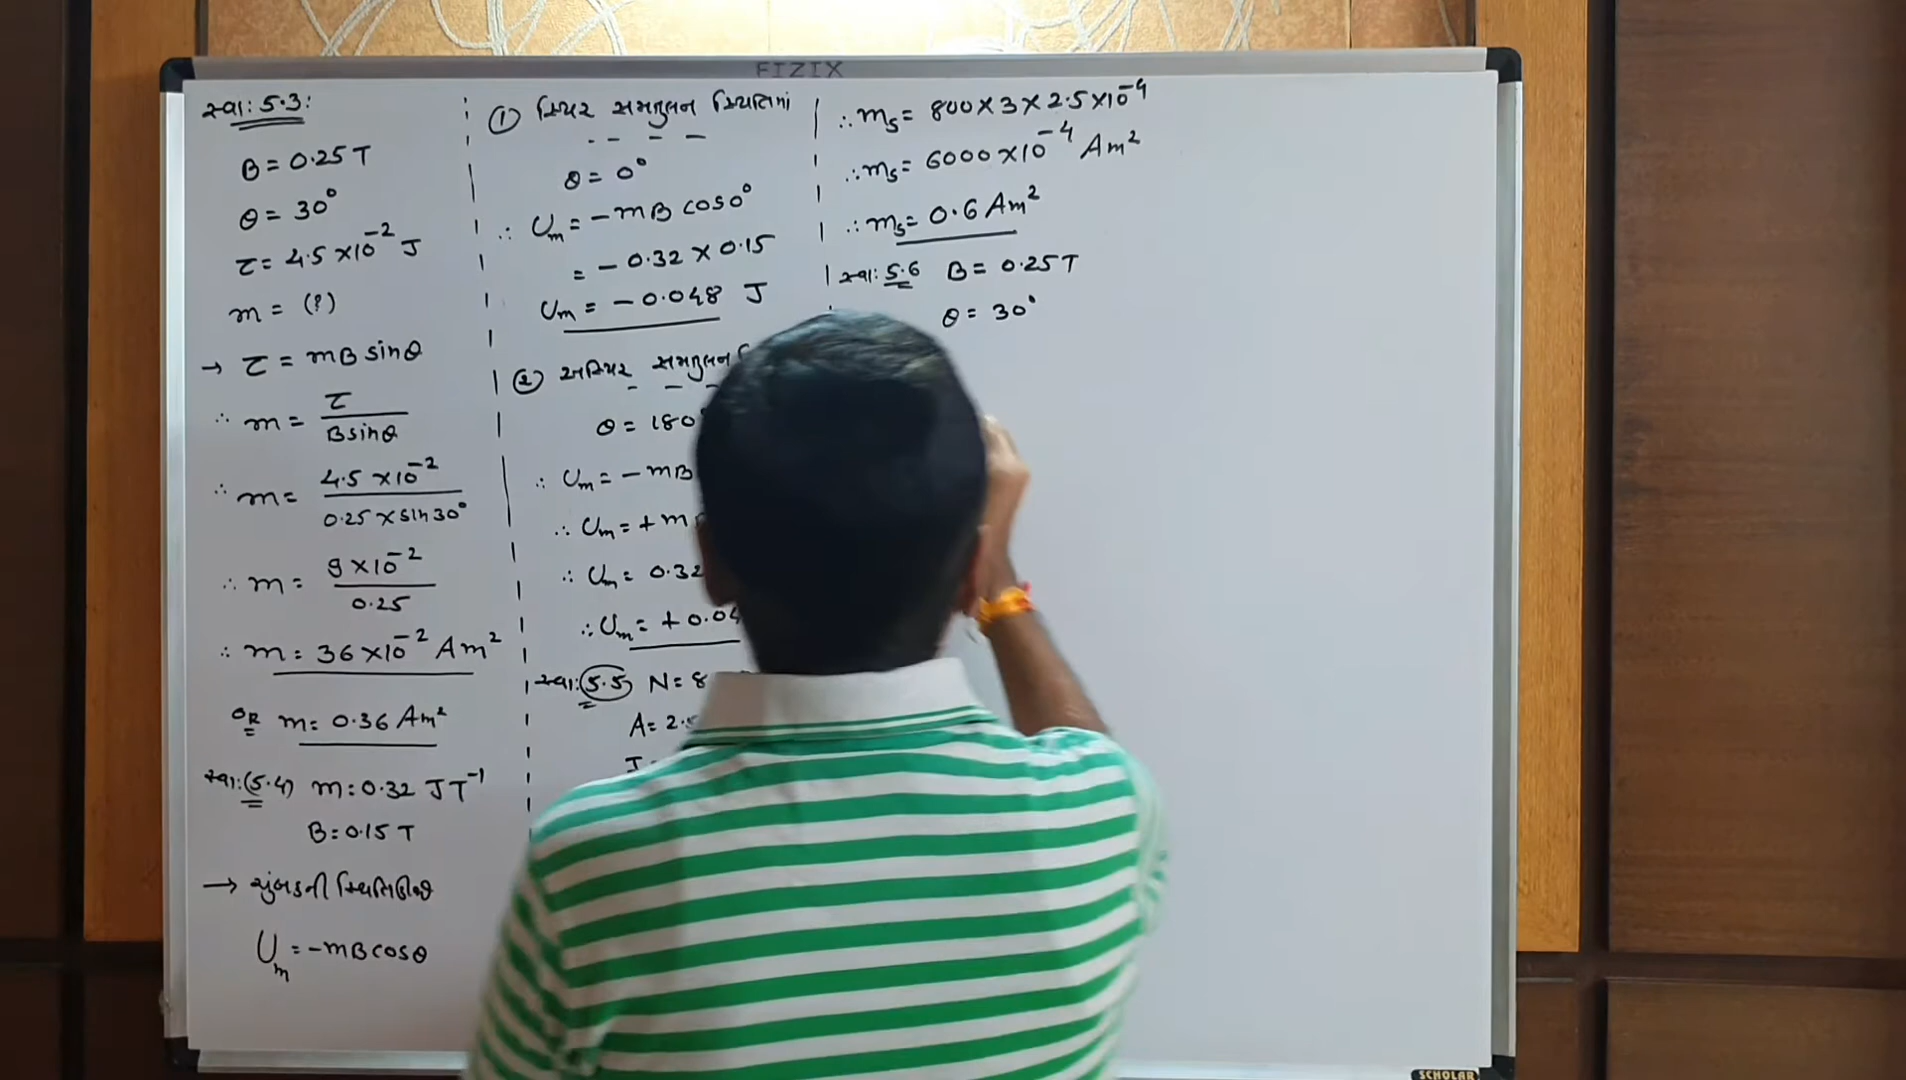 FIZIX
સ્વા: 5.3:
B = 0.25 T
θ = 30°
τ = 4.5 × 10⁻² J
m = (?)
→ τ = mB sinθ
∴ m = τ / B sinθ
∴ m = 4.5 × 10⁻² / 0.25 × sin 30°
∴ m = 9 × 10⁻² / 0.25
∴ m = 36 × 10⁻² Am²
OR m = 0.36 Am²
સ્વા: (5.4) m = 0.32 JT⁻¹
B = 0.15 T
→ ચુંબકની સ્થિતિઊર્જા
Uₘ = -mB cosθ
① સ્થિર સમતુલન સ્થિતિમાં
θ = 0°
∴ Uₘ = -mB cos 0°
= -0.32 × 0.15
Uₘ = -0.048 J
② અસ્થિર સમતુલન
θ = 180°
∴ Uₘ = -mB
∴ Uₘ = +m
∴ Uₘ = 0.32
∴ Uₘ = +0.04
સ્વા: (5.5) N = 8
A = 2.5
∴ mₛ = 800 × 3 × 2.5 × 10⁻⁴
∴ mₛ = 6000 × 10⁻⁴ Am²
∴ mₛ = 0.6 Am²
સ્વા: 5.6 B = 0.25 T
θ = 30°
SCHOLAR